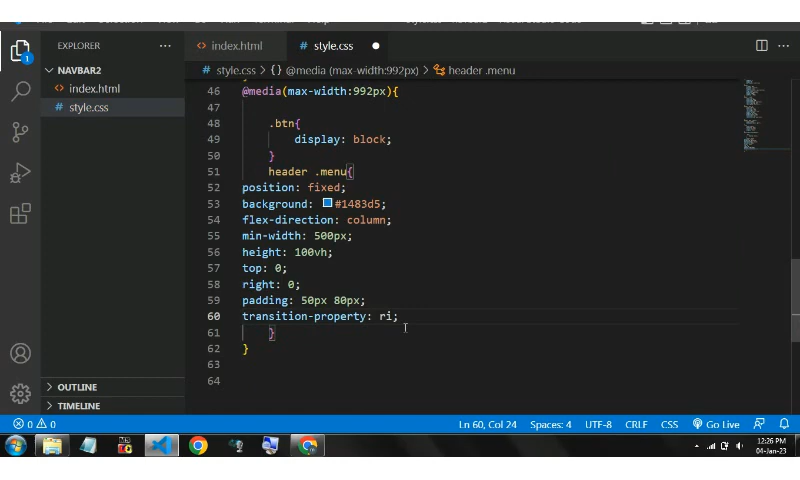 EXPLORER
index.html
style.css
NAVBAR2
style.css > {} @media (max-width:992px) > header .menu
index.html
style.css
46 @media(max-width:992px){
47
48 .btn{
49 display: block;
50 }
51 header .menu{
52 position: fixed;
53 background: #1483d5;
54 flex-direction: column;
55 min-width: 500px;
56 height: 100vh;
57 top: 0;
58 right: 0;
59 padding: 50px 80px;
60 transition-property: ri;
61 }
62 }
63
64
OUTLINE
TIMELINE
0 0 Ln 60, Col 24 Spaces: 4 UTF-8 CRLF CSS Go Live
12:26 PM
04-Jan-23